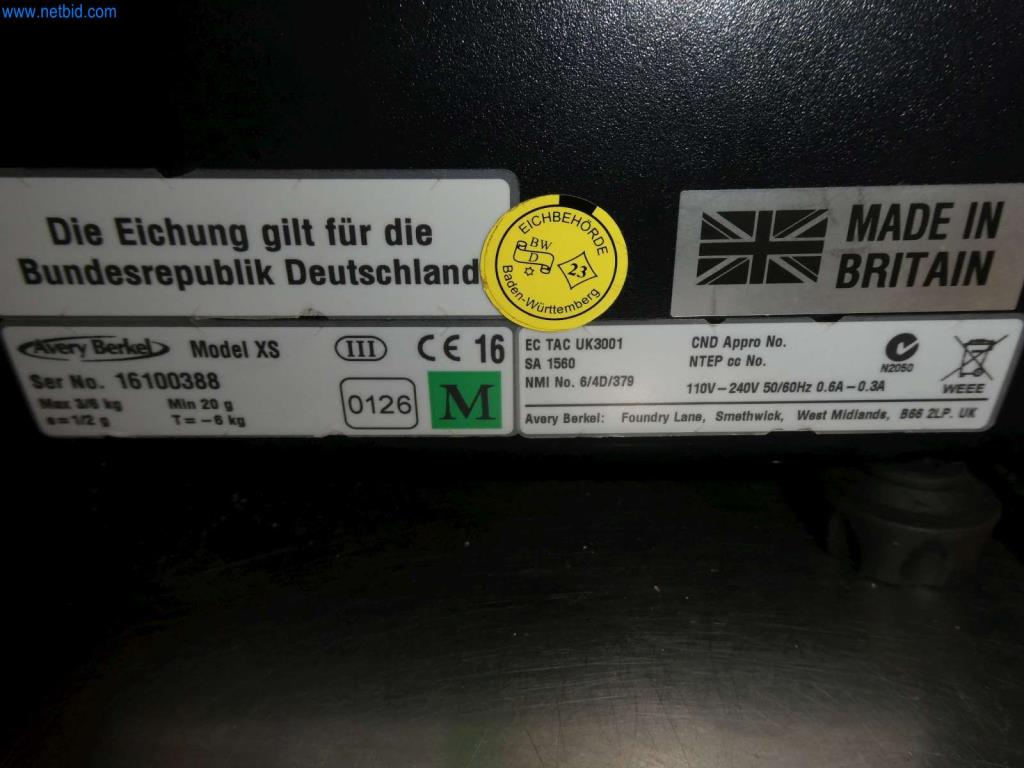 www.netbid.com
Die Eichung gilt für die
Bundesrepublik Deutschland
EICHBEHÖRDE
BW
D
23
Baden-Württemberg
MADE IN
BRITAIN
Avery Berkel Model XS III CE 16
Ser No. 16100388
Max 3/6 kg Min 20 g
e=1/2 g T=-6 kg
0126 M
EC TAC UK3001
SA 1560
NMI No. 6/4D/379
CND Appro No.
NTEP cc No.
110V-240V 50/60Hz 0.6A-0.3A
N2050
WEEE
Avery Berkel: Foundry Lane, Smethwick, West Midlands, B66 2LP. UK